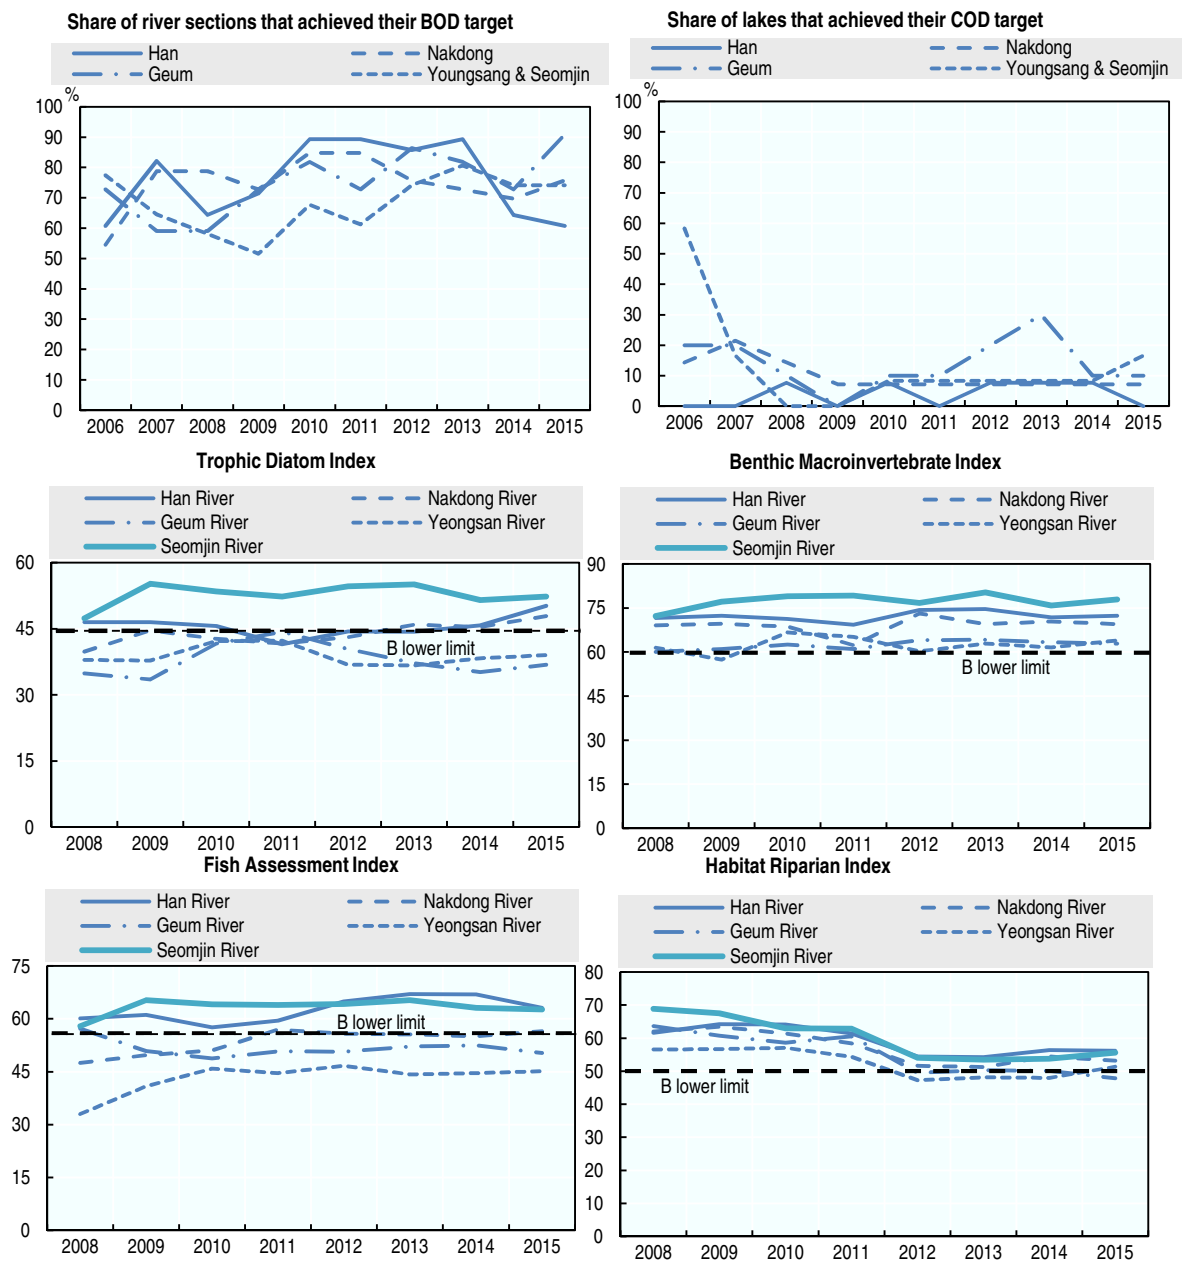 Share of river sections that achieved their BOD target
Han Nakdong
Geum Youngsang & Seomjin
%
100
90
80
70
60
50
40
30
20
10
0
2006 2007 2008 2009 2010 2011 2012 2013 2014 2015
Share of lakes that achieved their COD target
Han Nakdong
Geum Youngsang & Seomjin
%
100
90
80
70
60
50
40
30
20
10
0
2006 2007 2008 2009 2010 2011 2012 2013 2014 2015
Trophic Diatom Index
Han River Nakdong River
Geum River Yeongsan River
Seomjin River
60
45
30
15
0
B lower limit
2008 2009 2010 2011 2012 2013 2014 2015
Benthic Macroinvertebrate Index
Han River Nakdong River
Geum River Yeongsan River
Seomjin River
90
75
60
45
30
15
0
B lower limit
2008 2009 2010 2011 2012 2013 2014 2015
Fish Assessment Index
Han River Nakdong River
Geum River Yeongsan River
Seomjin River
75
60
45
30
15
0
B lower limit
2008 2009 2010 2011 2012 2013 2014 2015
Habitat Riparian Index
Han River Nakdong River
Geum River Yeongsan River
Seomjin River
80
70
60
50
40
30
20
10
0
B lower limit
2008 2009 2010 2011 2012 2013 2014 2015